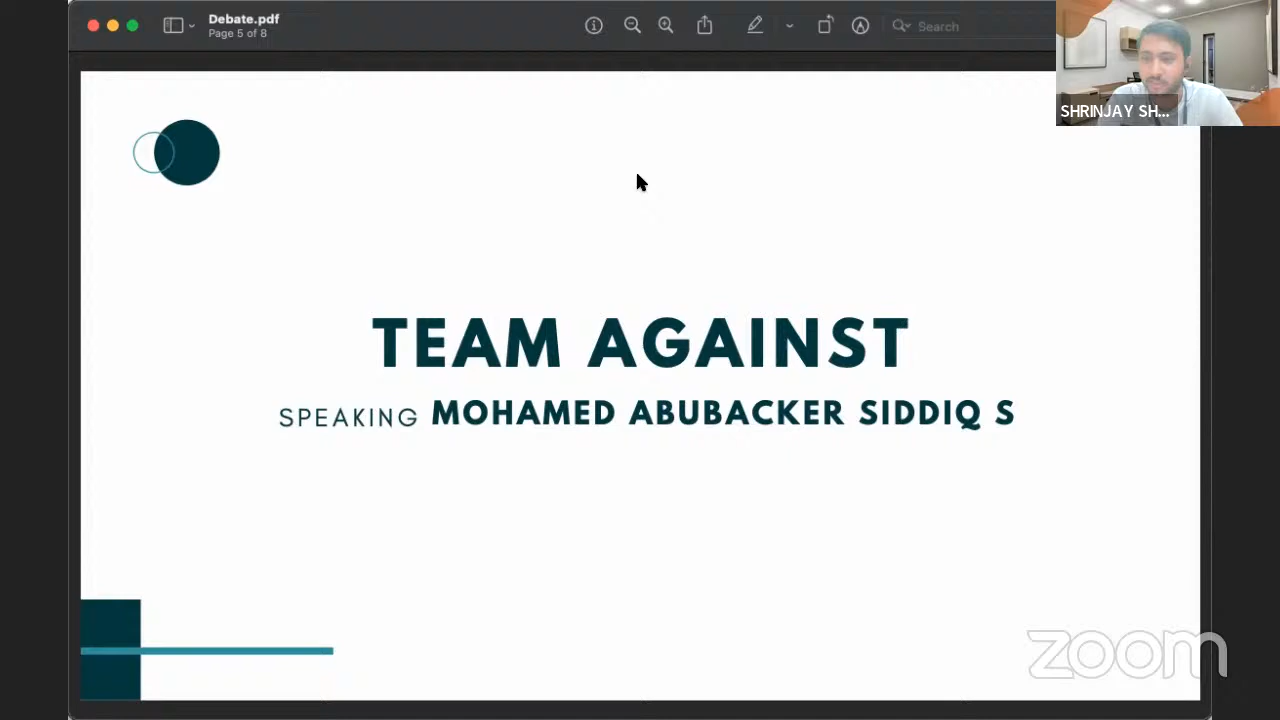 Debate.pdf
Page 5 of 8
Search
SHRINJAY SH...
TEAM AGAINST
SPEAKING MOHAMED ABUBACKER SIDDIQ S
zoom